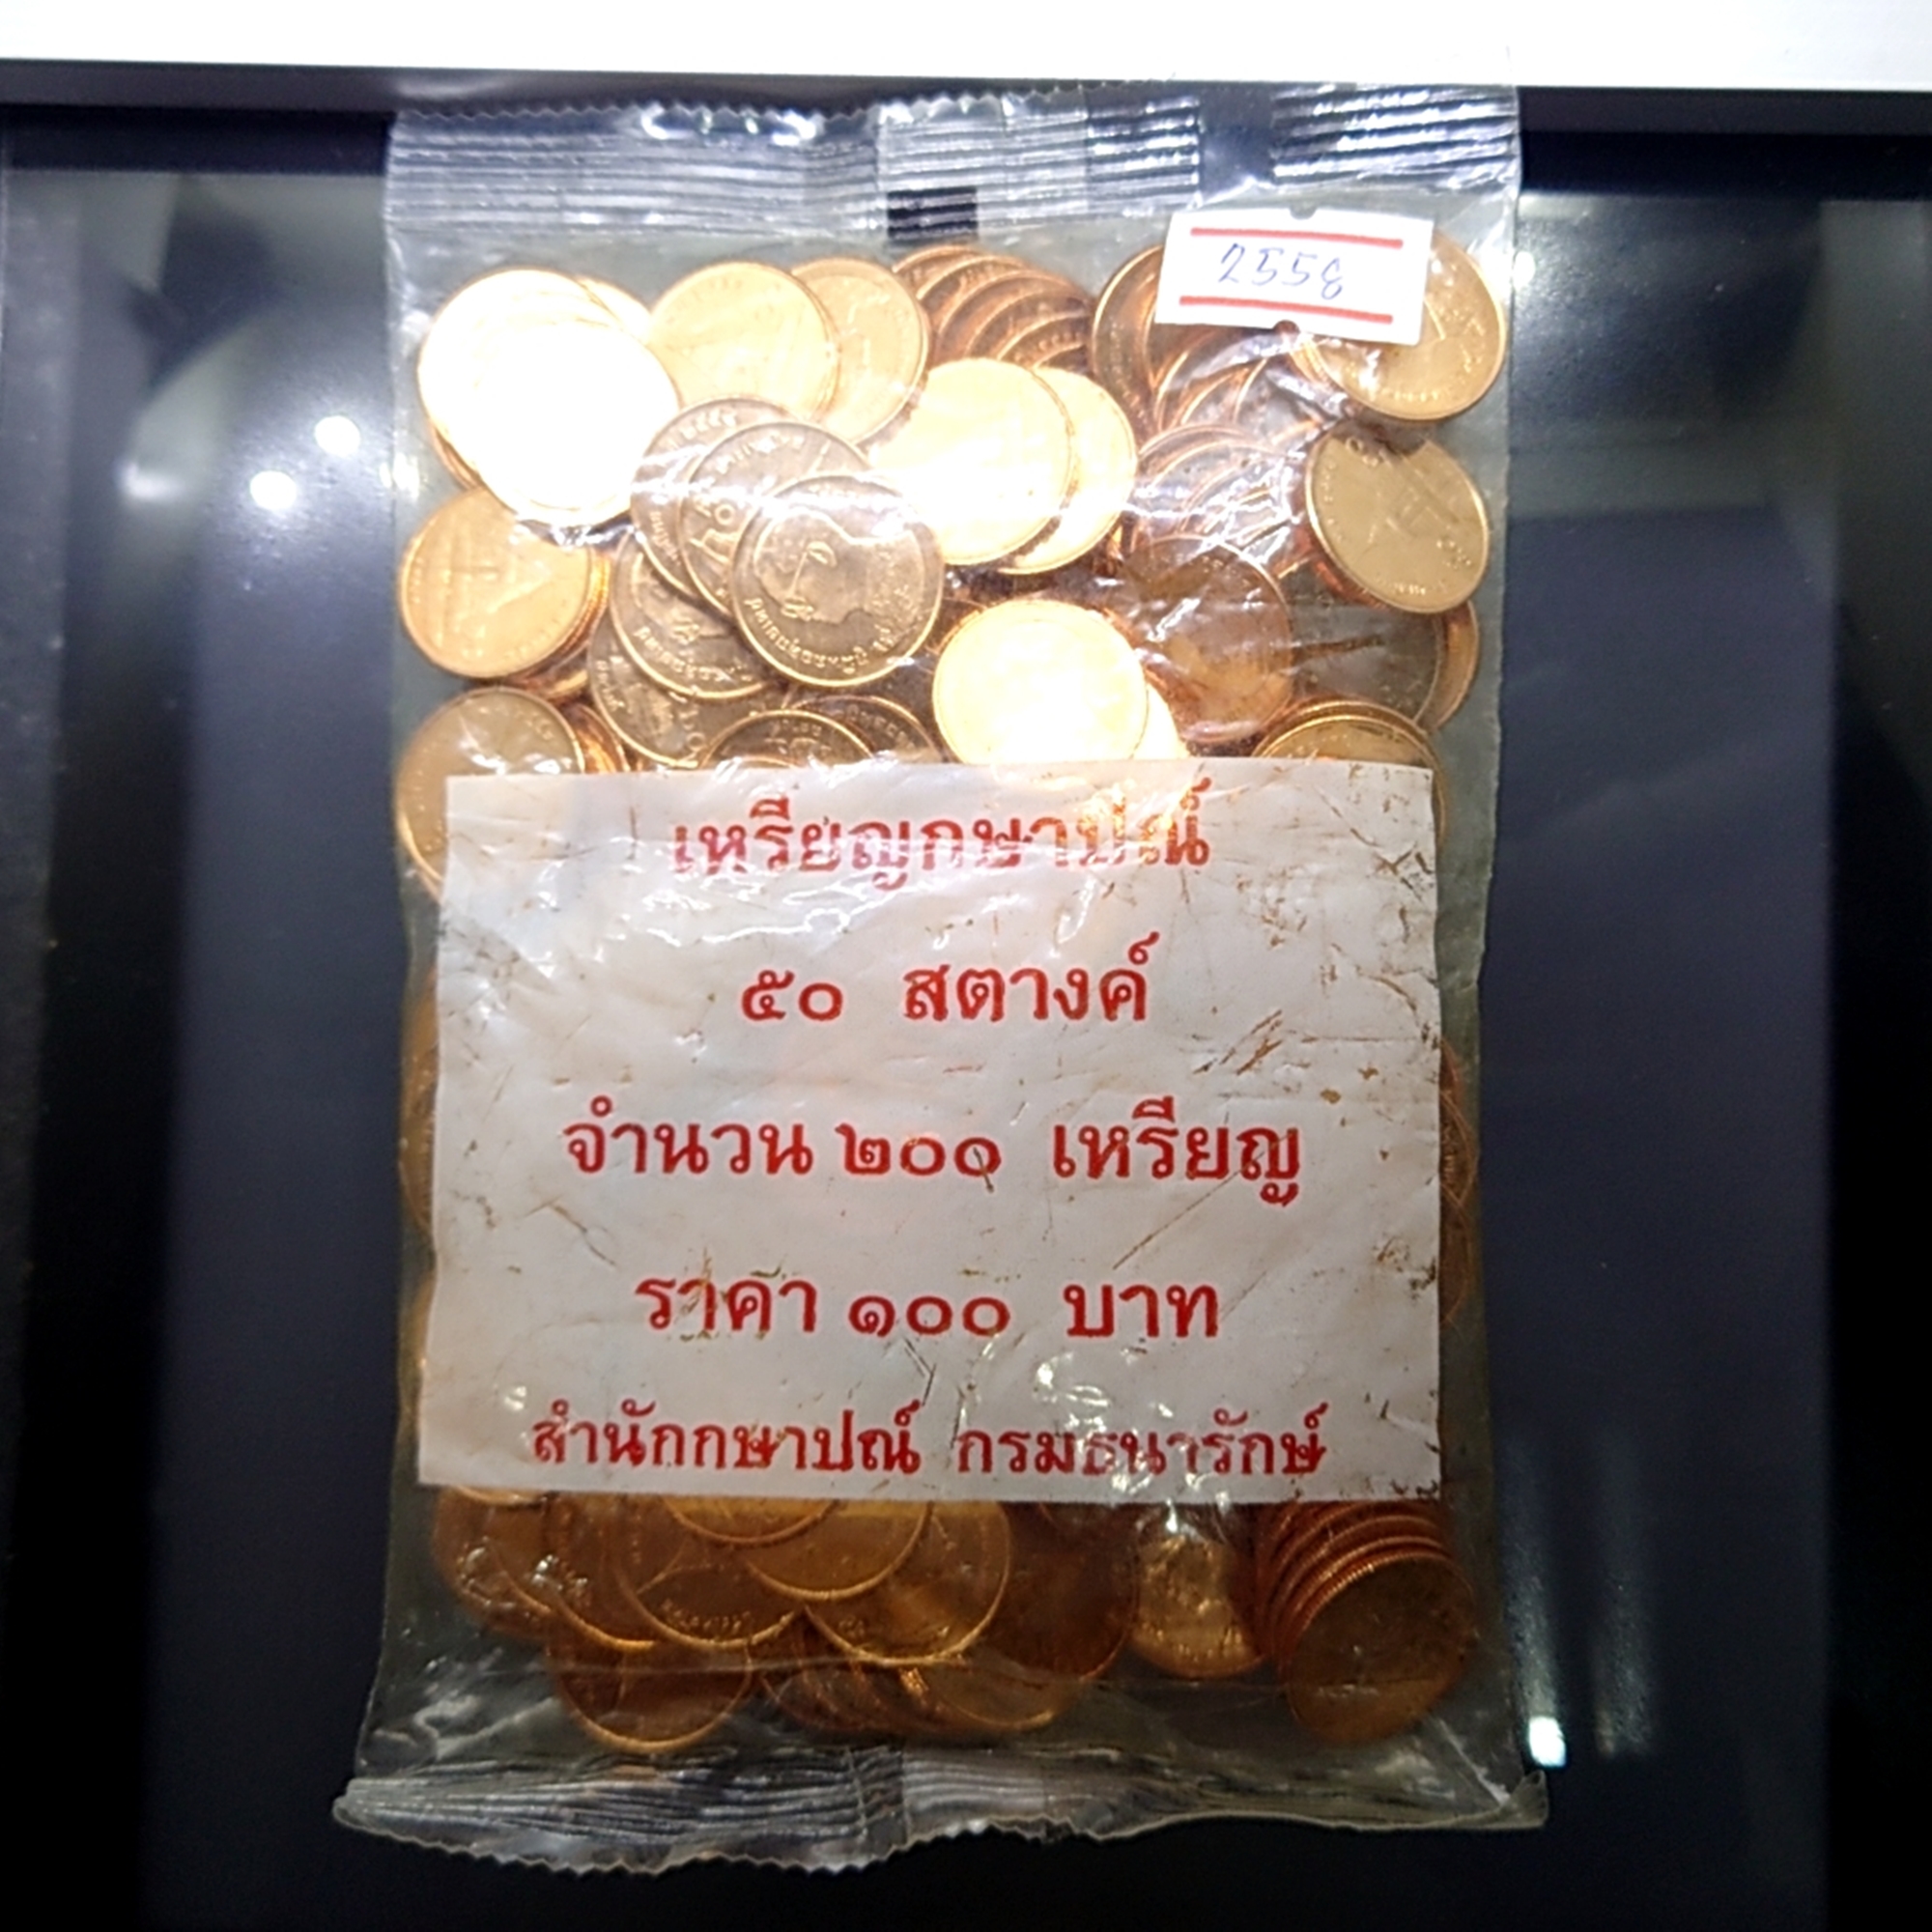 2558
เหรียญกษาปณ์
๕๐ สตางค์
จำนวน ๒๐๐ เหรียญ
ราคา ๑๐๐ บาท
สำนักกษาปณ์ กรมธนารักษ์